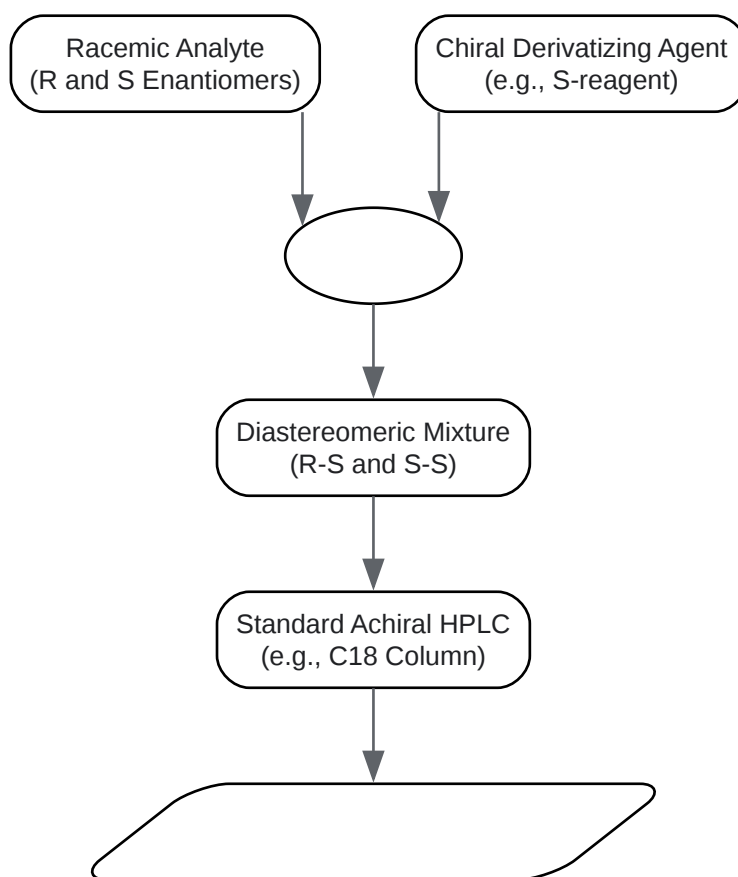 Racemic Analyte
(R and S Enantiomers)
Chiral Derivatizing Agent
(e.g., S-reagent)
Diastereomeric Mixture
(R-S and S-S)
Standard Achiral HPLC
(e.g., C18 Column)